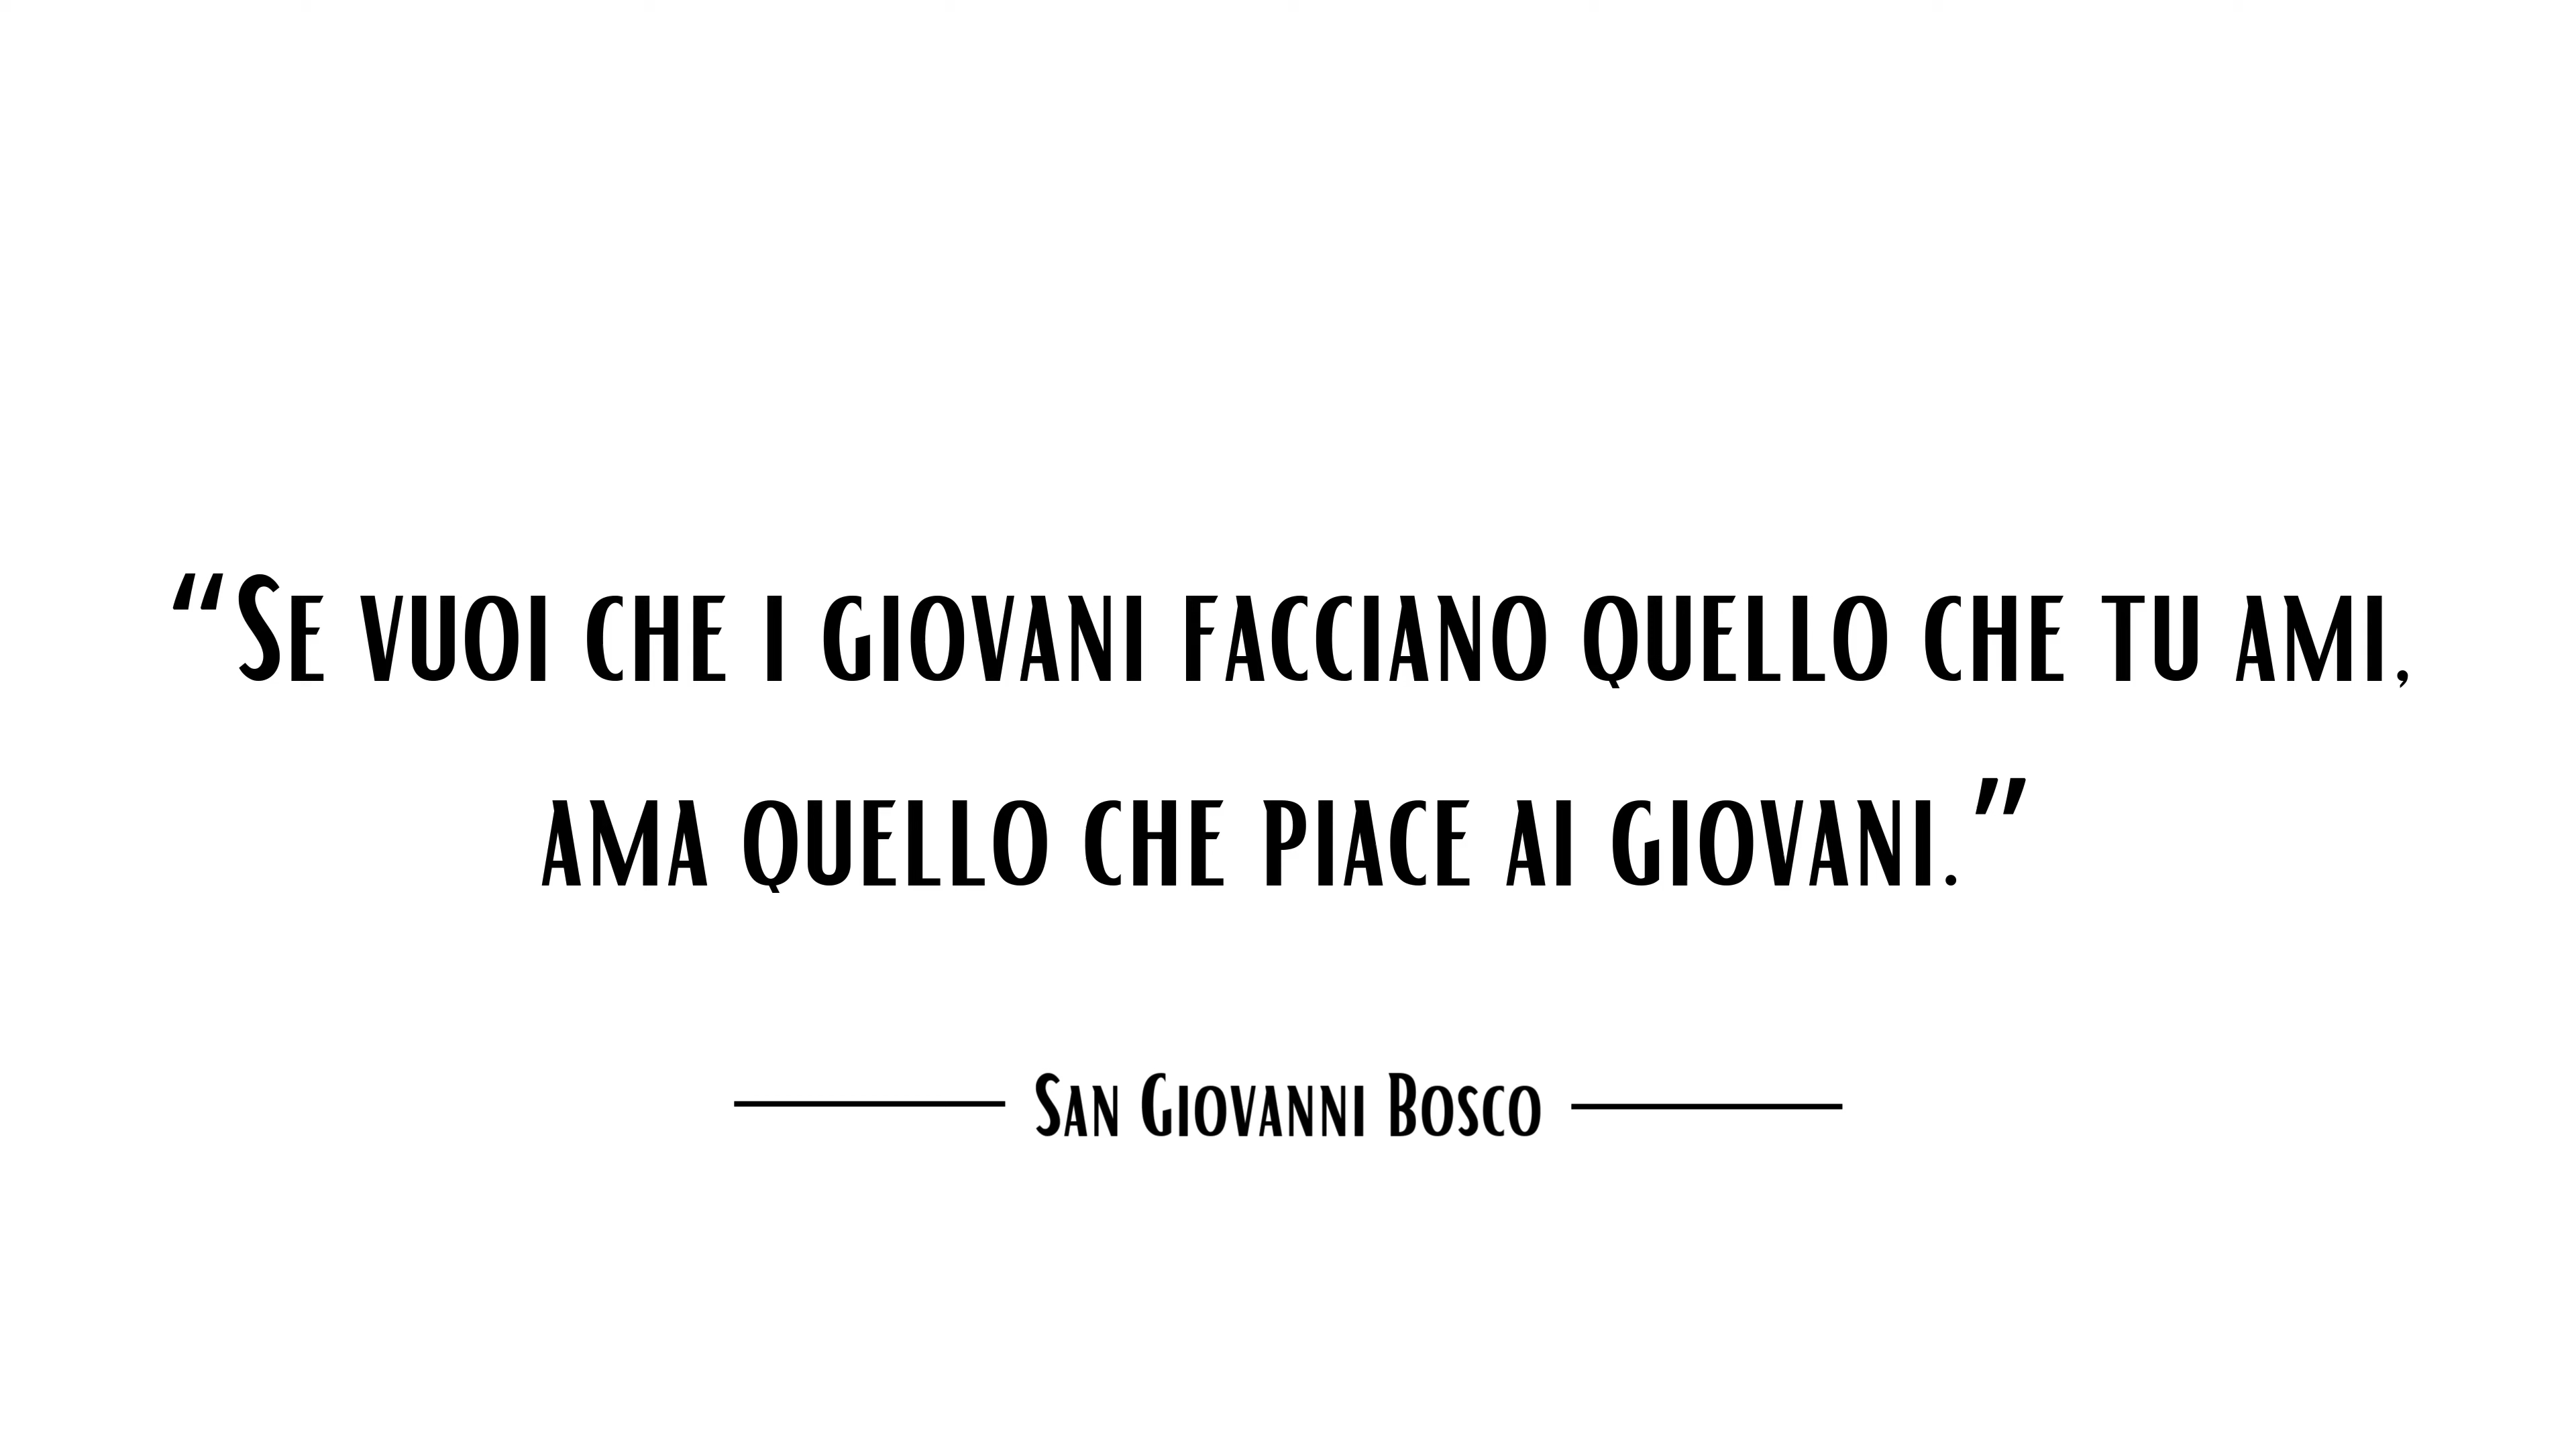 “Se vuoi che i giovani facciano quello che tu ami,
ama quello che piace ai giovani.”
San Giovanni Bosco